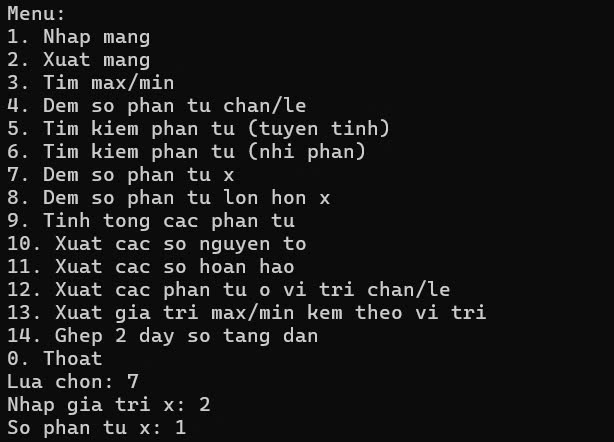 Menu:
1. Nhap mang
2. Xuat mang
3. Tim max/min
4. Dem so phan tu chan/le
5. Tim kiem phan tu (tuyen tinh)
6. Tim kiem phan tu (nhi phan)
7. Dem so phan tu x
8. Dem so phan tu lon hon x
9. Tinh tong cac phan tu
10. Xuat cac so nguyen to
11. Xuat cac so hoan hao
12. Xuat cac phan tu o vi tri chan/le
13. Xuat gia tri max/min kem theo vi tri
14. Ghep 2 day so tang dan
0. Thoat
Lua chon: 7
Nhap gia tri x: 2
So phan tu x: 1